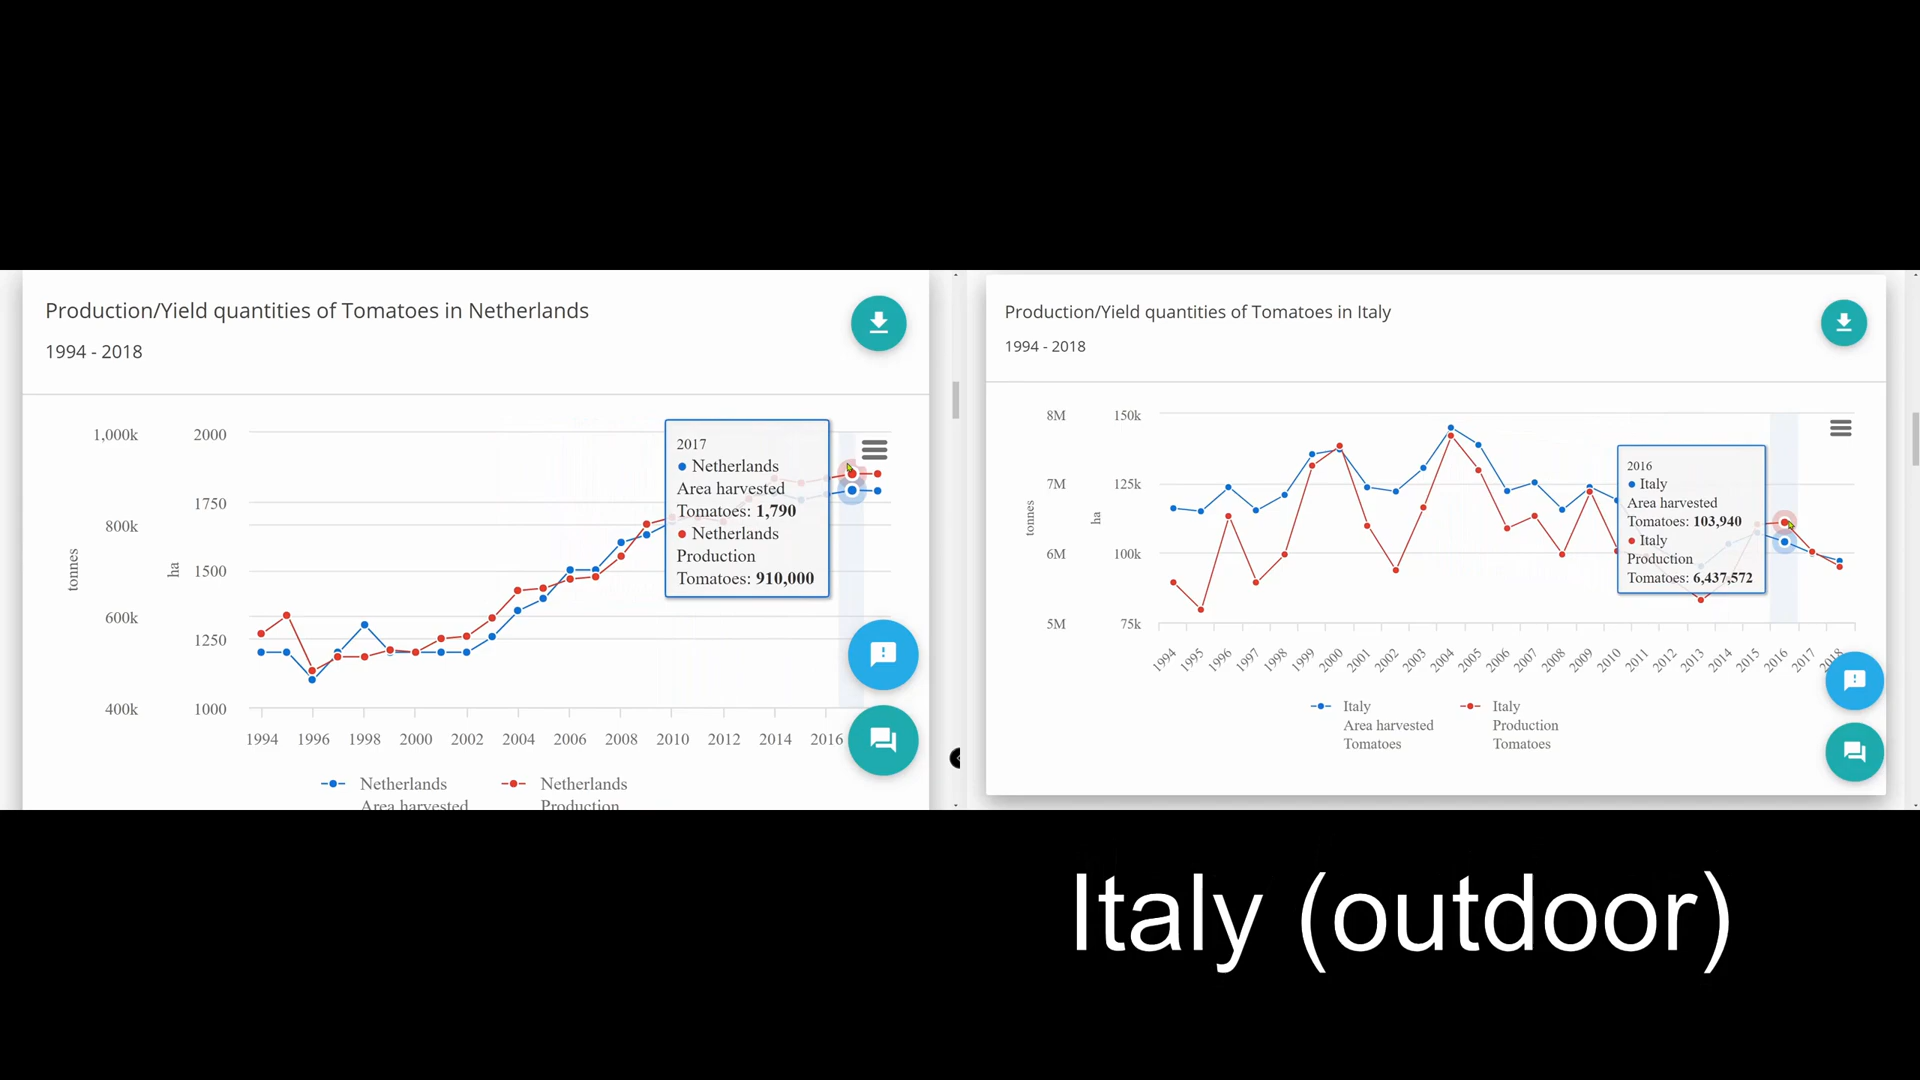 Production/Yield quantities of Tomatoes in Netherlands
1994 - 2018
1,000k
800k
600k
400k
tonnes
2000
1750
1500
1250
1000
ha
2017
Netherlands
Area harvested
Tomatoes: 1,790
Netherlands
Production
Tomatoes: 910,000
1994 1996 1998 2000 2002 2004 2006 2008 2010 2012 2014 2016
Netherlands
Area harvested
Netherlands
Production
Production/Yield quantities of Tomatoes in Italy
1994 - 2018
8M
7M
6M
5M
tonnes
150k
125k
100k
75k
ha
2016
Italy
Area harvested
Tomatoes: 103,940
Italy
Production
Tomatoes: 6,437,572
1994 1995 1996 1997 1998 1999 2000 2001 2002 2003 2004 2005 2006 2007 2008 2009 2010 2011 2012 2013 2014 2015 2016 2017 2018
Italy
Area harvested
Tomatoes
Italy
Production
Tomatoes
Italy (outdoor)